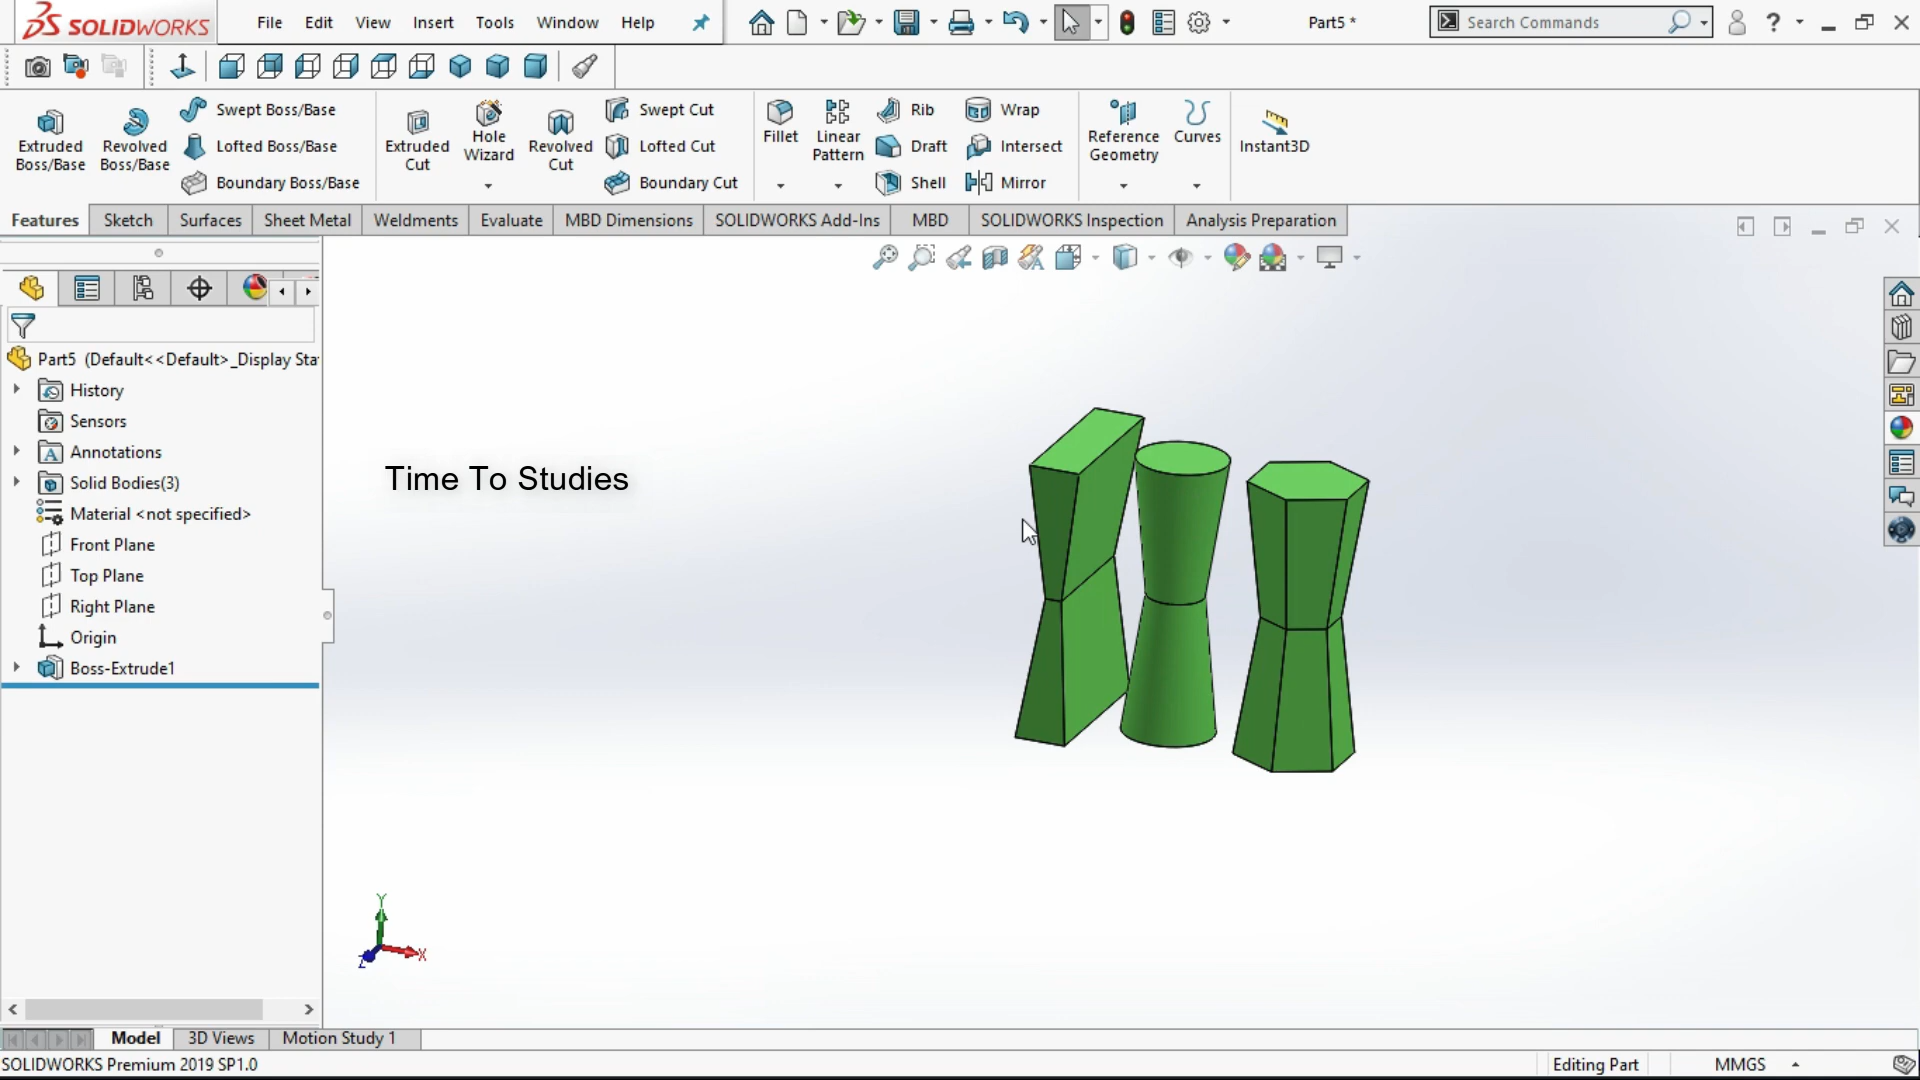 SOLIDWORKS
File Edit View Insert Tools Window Help
Part5 *
Search Commands
Extruded Boss/Base
Revolved Boss/Base
Swept Boss/Base
Lofted Boss/Base
Boundary Boss/Base
Extruded Cut
Hole Wizard
Revolved Cut
Swept Cut
Lofted Cut
Boundary Cut
Fillet
Linear Pattern
Rib
Draft
Shell
Wrap
Intersect
Mirror
Reference Geometry
Curves
Instant3D
Features Sketch Surfaces Sheet Metal Weldments Evaluate MBD Dimensions SOLIDWORKS Add-Ins MBD SOLIDWORKS Inspection Analysis Preparation
Part5 (Default<<Default>_Display Sta
History
Sensors
Annotations
Solid Bodies(3)
Material <not specified>
Front Plane
Top Plane
Right Plane
Origin
Boss-Extrude1
Time To Studies
Y
X
Z
Model 3D Views Motion Study 1
SOLIDWORKS Premium 2019 SP1.0
Editing Part
MMGS